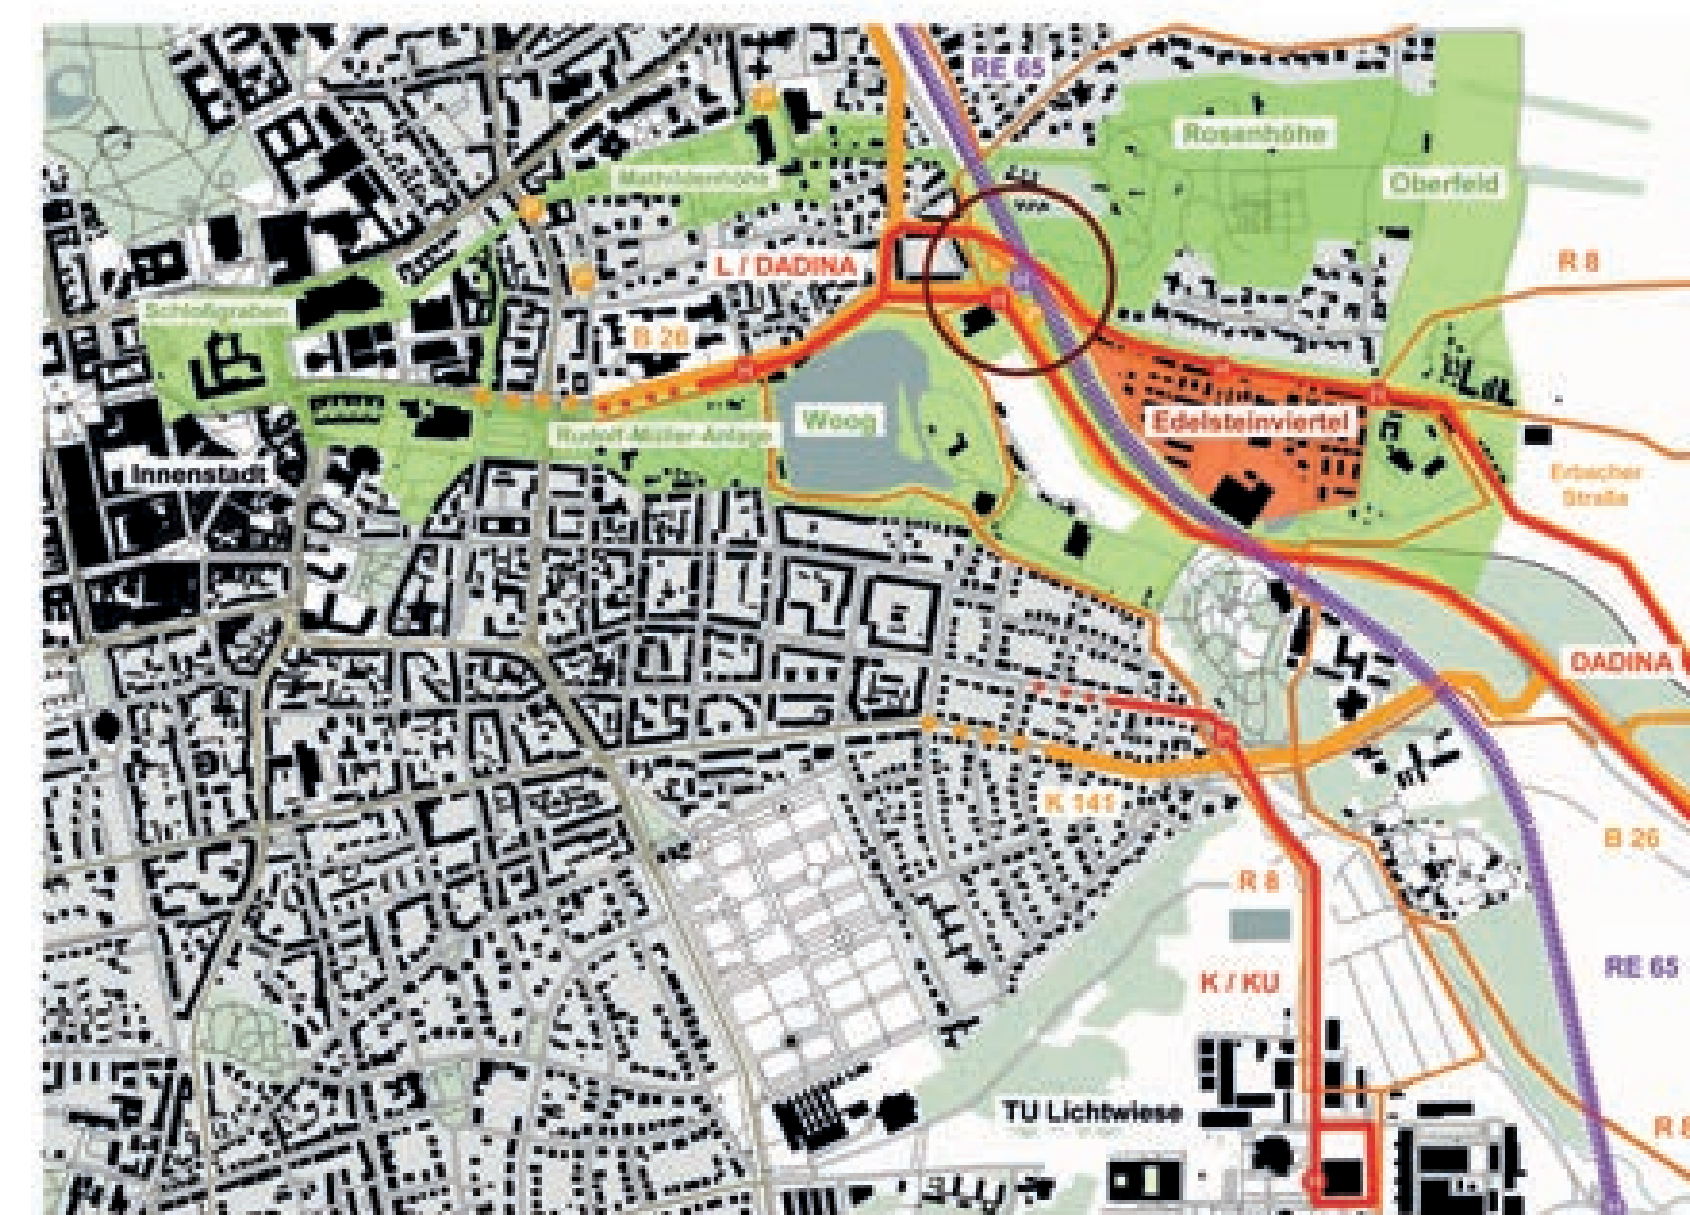 RE 65
Rosenhöhe
Mathildenhöhe
Oberfeld
L / DADINA
R 8
Schloßgraben
B 26
Woog
Edelsteinviertel
Rudolf-Müller-Anlage
Innenstadt
Erbacher
Straße
DADINA
K 141
B 26
R 8
RE 65
K / KU
TU Lichtwiese
R 8